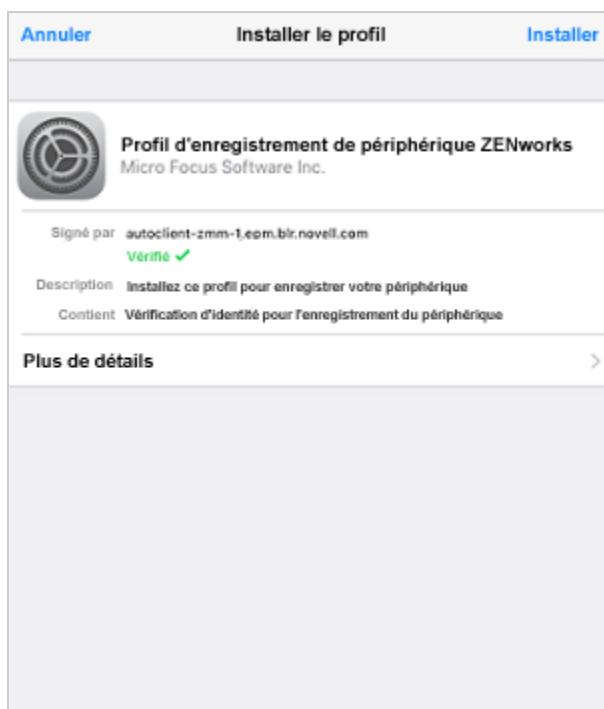 Annuler Installer le profil Installer
Profil d'enregistrement de périphérique ZENworks
Micro Focus Software Inc.
Signé par autoclient-zmm-1.epm.blr.novell.com
Vérifié ✓
Description Installez ce profil pour enregistrer votre périphérique
Contient Vérification d'identité pour l'enregistrement du périphérique
Plus de détails